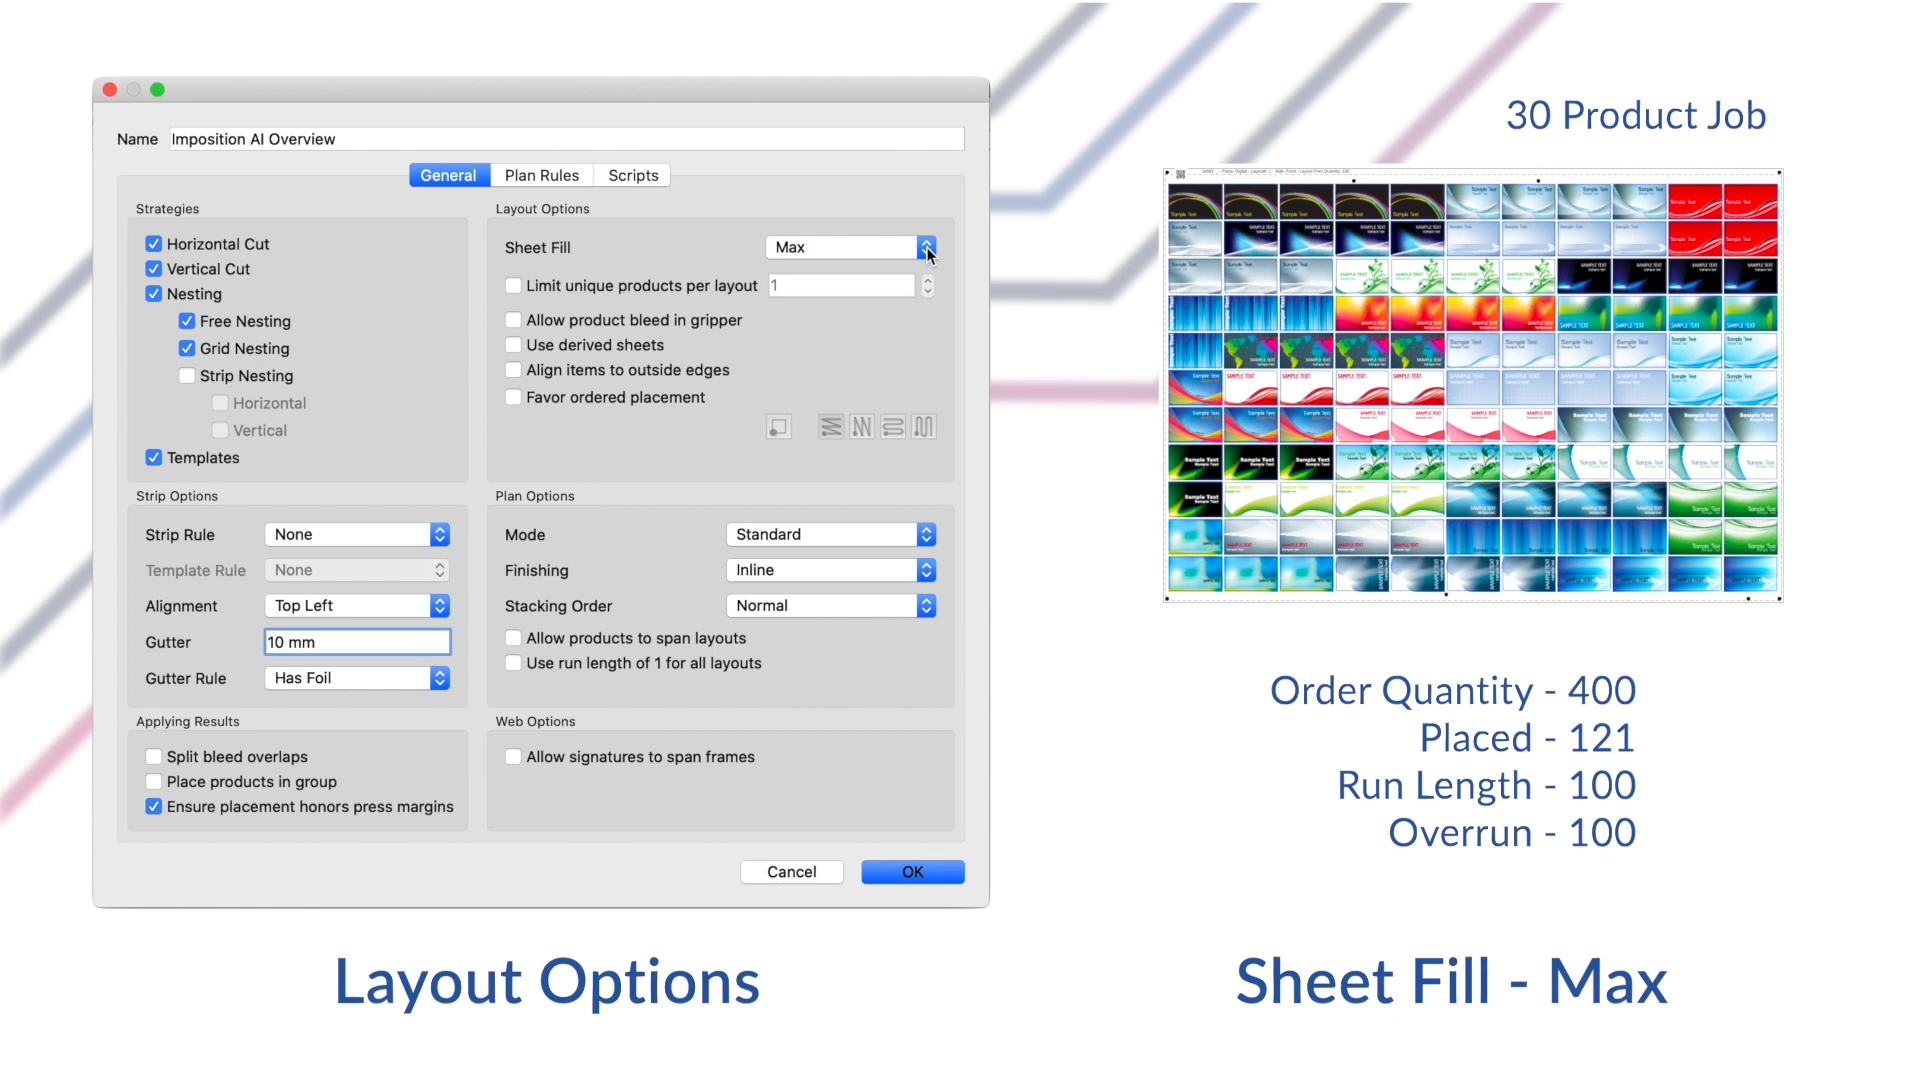 Name Imposition AI Overview
General Plan Rules Scripts
Strategies
Horizontal Cut
Vertical Cut
Nesting
Free Nesting
Grid Nesting
Strip Nesting
Horizontal
Vertical
Templates
Layout Options
Sheet Fill Max
Limit unique products per layout 1
Allow product bleed in gripper
Use derived sheets
Align items to outside edges
Favor ordered placement
Strip Options
Strip Rule None
Template Rule None
Alignment Top Left
Gutter 10 mm
Gutter Rule Has Foil
Plan Options
Mode Standard
Finishing Inline
Stacking Order Normal
Allow products to span layouts
Use run length of 1 for all layouts
Applying Results
Split bleed overlaps
Place products in group
Ensure placement honors press margins
Web Options
Allow signatures to span frames
Cancel OK
Layout Options
30 Product Job
Order Quantity - 400
Placed - 121
Run Length - 100
Overrun - 100
Sheet Fill - Max